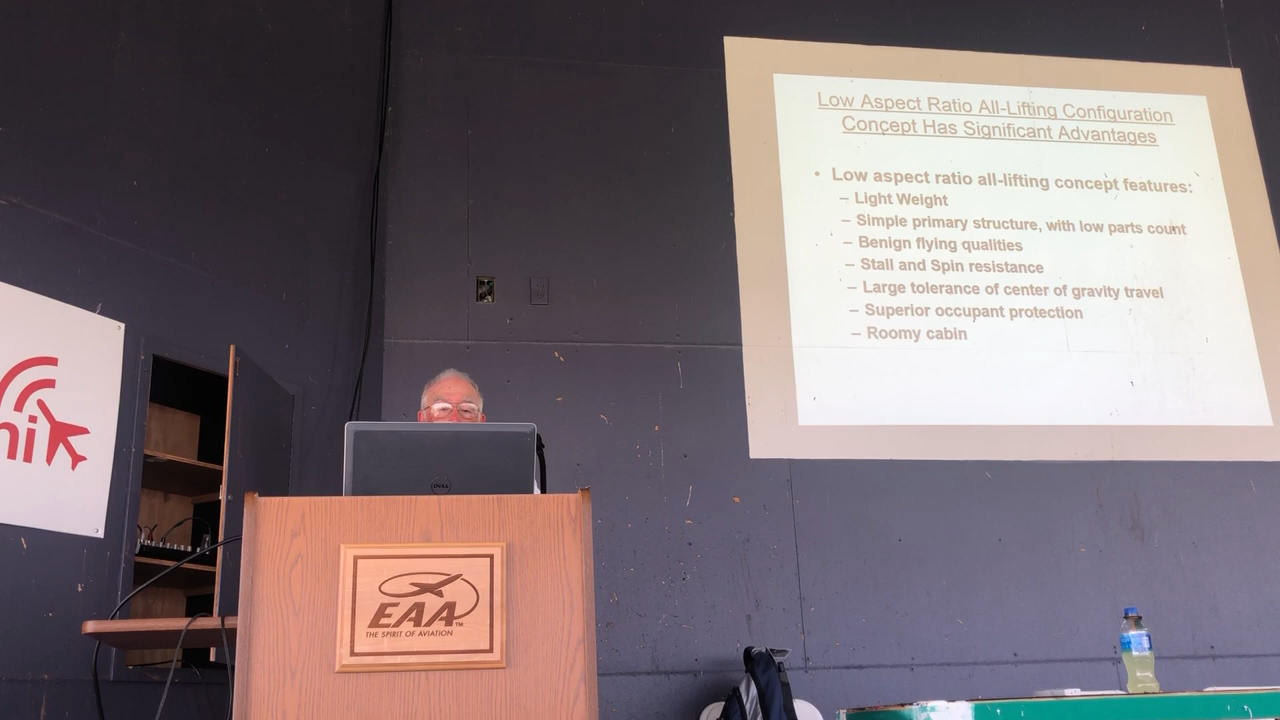 Low Aspect Ratio All-Lifting Configuration
Concept Has Significant Advantages
• Low aspect ratio all-lifting concept features:
– Light Weight
– Simple primary structure, with low parts count
– Benign flying qualities
– Stall and Spin resistance
– Large tolerance of center of gravity travel
– Superior occupant protection
– Roomy cabin
ni
DELL
EAA™
THE SPIRIT OF AVIATION